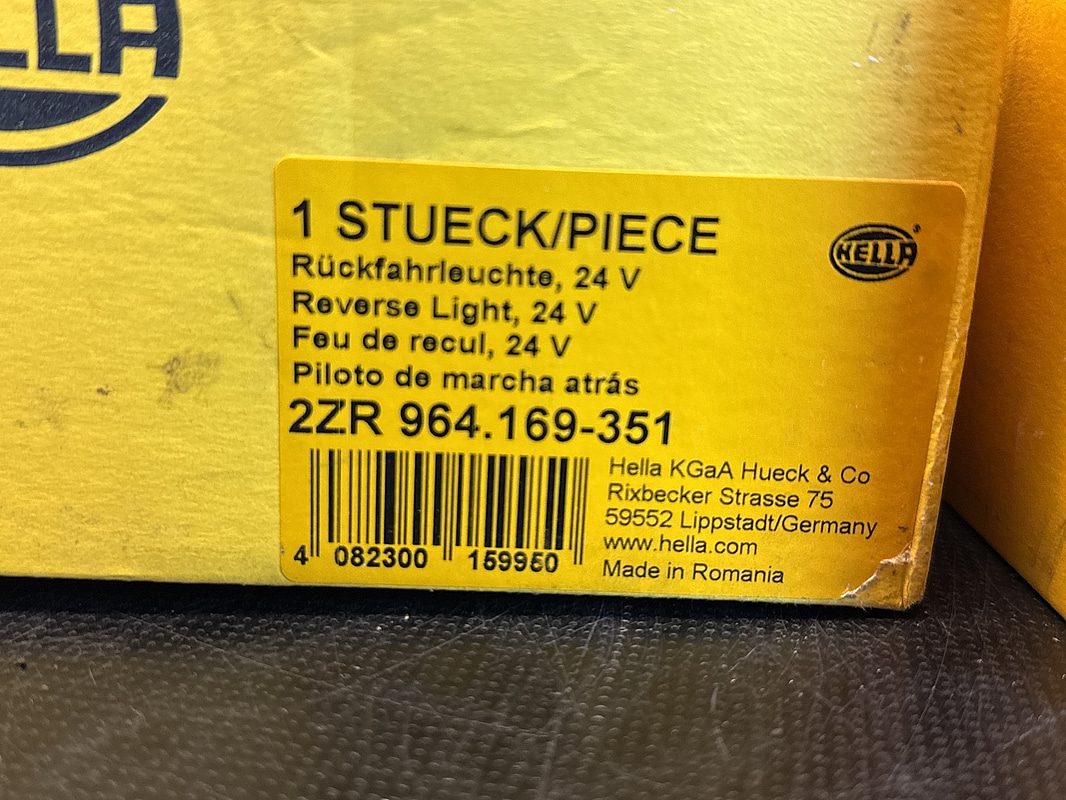 LLA
1 STUECK/PIECE
Rückfahrleuchte, 24 V
Reverse Light, 24 V
Feu de recul, 24 V
Piloto de marcha atrás
2ZR 964.169-351
HELLA
4 082300 159950
Hella KGaA Hueck & Co
Rixbecker Strasse 75
59552 Lippstadt/Germany
www.hella.com
Made in Romania